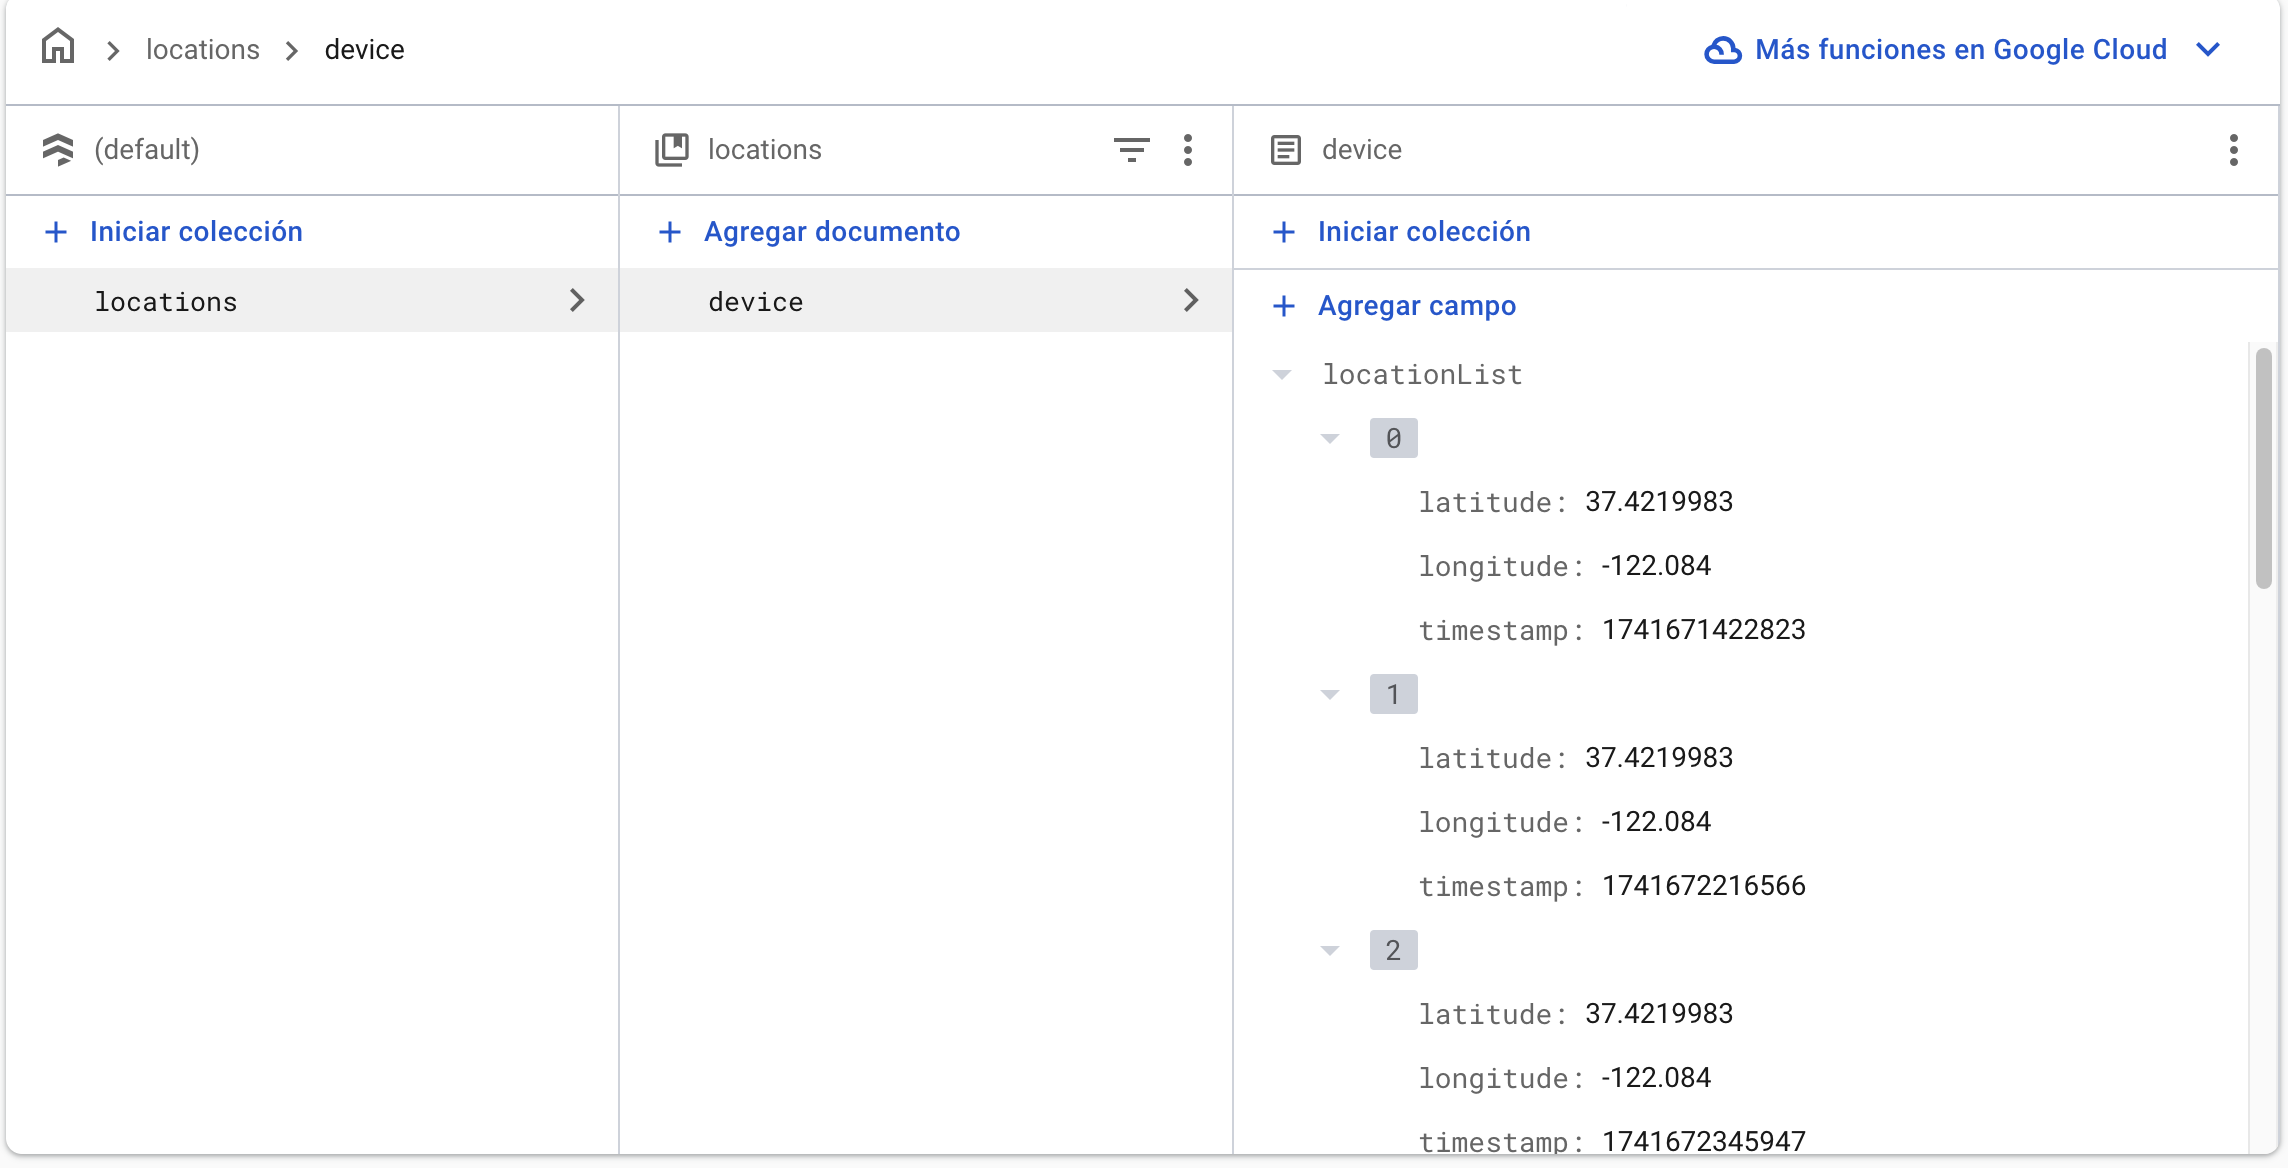 locations
device
Más funciones en Google Cloud
(default)
locations
device
Iniciar colección
Agregar documento
Iniciar colección
locations
device
Agregar campo
locationList
0
latitude: 37.4219983
longitude: -122.084
timestamp: 1741671422823
1
latitude: 37.4219983
longitude: -122.084
timestamp: 1741672216566
2
latitude: 37.4219983
longitude: -122.084
timestamp: 1741672345947